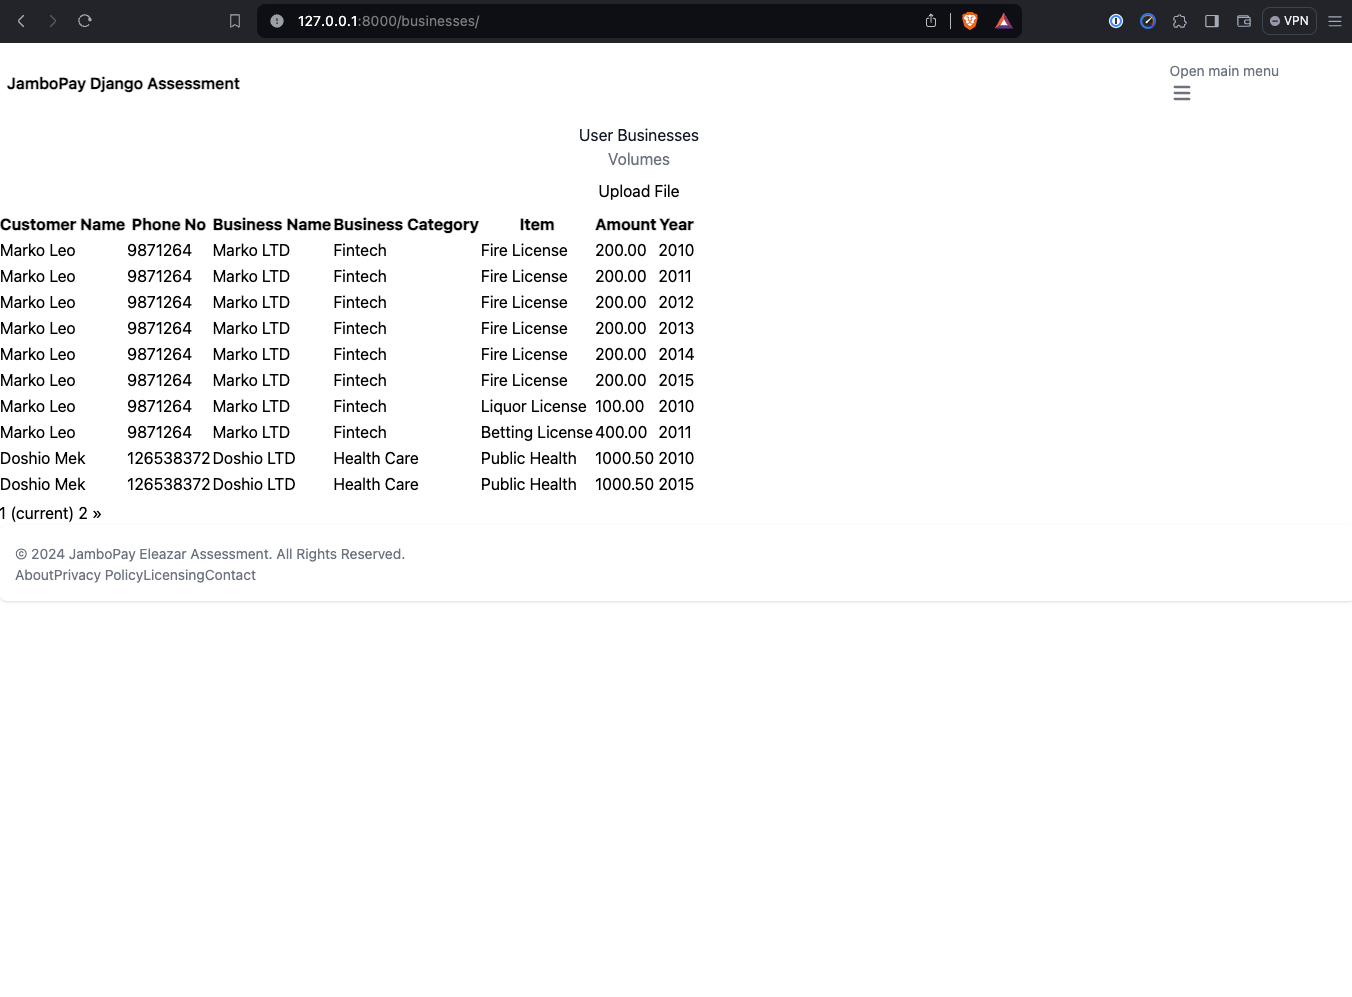 127.0.0.1:8000/businesses/
VPN
JamboPay Django Assessment
Open main menu
User Businesses
Volumes
Upload File
Customer Name Phone No Business Name Business Category Item Amount Year
Marko Leo 9871264 Marko LTD Fintech Fire License 200.00 2010
Marko Leo 9871264 Marko LTD Fintech Fire License 200.00 2011
Marko Leo 9871264 Marko LTD Fintech Fire License 200.00 2012
Marko Leo 9871264 Marko LTD Fintech Fire License 200.00 2013
Marko Leo 9871264 Marko LTD Fintech Fire License 200.00 2014
Marko Leo 9871264 Marko LTD Fintech Fire License 200.00 2015
Marko Leo 9871264 Marko LTD Fintech Liquor License 100.00 2010
Marko Leo 9871264 Marko LTD Fintech Betting License 400.00 2011
Doshio Mek 126538372 Doshio LTD Health Care Public Health 1000.50 2010
Doshio Mek 126538372 Doshio LTD Health Care Public Health 1000.50 2015
1 (current) 2 »
© 2024 JamboPay Eleazar Assessment. All Rights Reserved.
AboutPrivacy PolicyLicensingContact